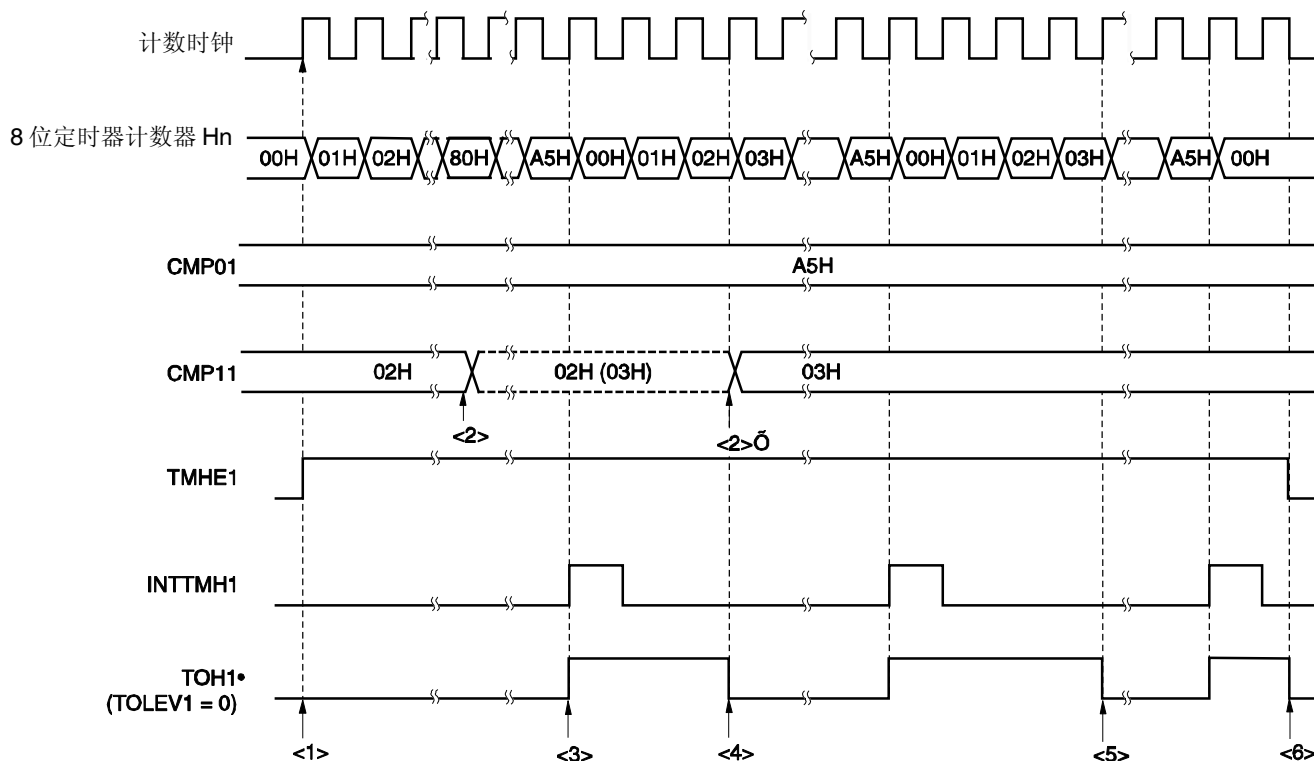 计数时钟
8 位定时器计数器 Hn
00H 01H 02H 80H A5H 00H 01H 02H 03H A5H 00H 01H 02H 03H A5H 00H
CMP01
A5H
CMP11
02H 02H (03H) 03H
<2> <2>Õ
TMHE1
INTTMH1
TOH1•
(TOLEV1 = 0)
<1> <3> <4> <5> <6>